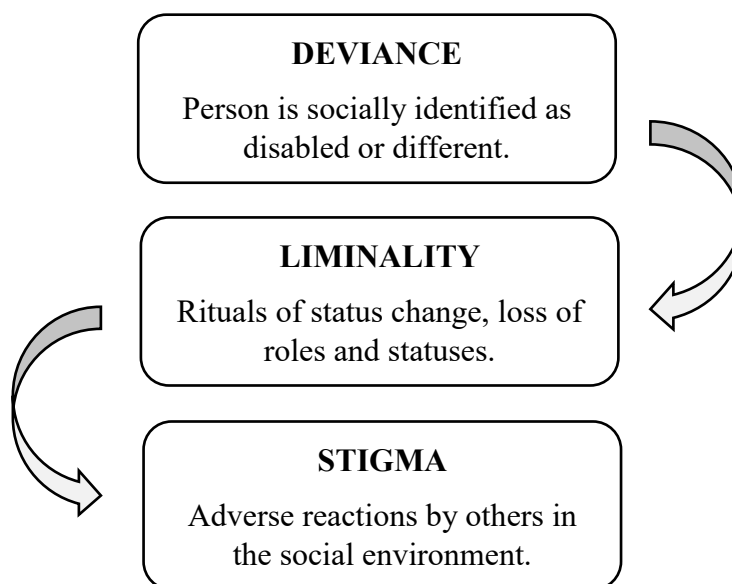 DEVIANCE
Person is socially identified as
disabled or different.
LIMINALITY
Rituals of status change, loss of
roles and statuses.
STIGMA
Adverse reactions by others in
the social environment.